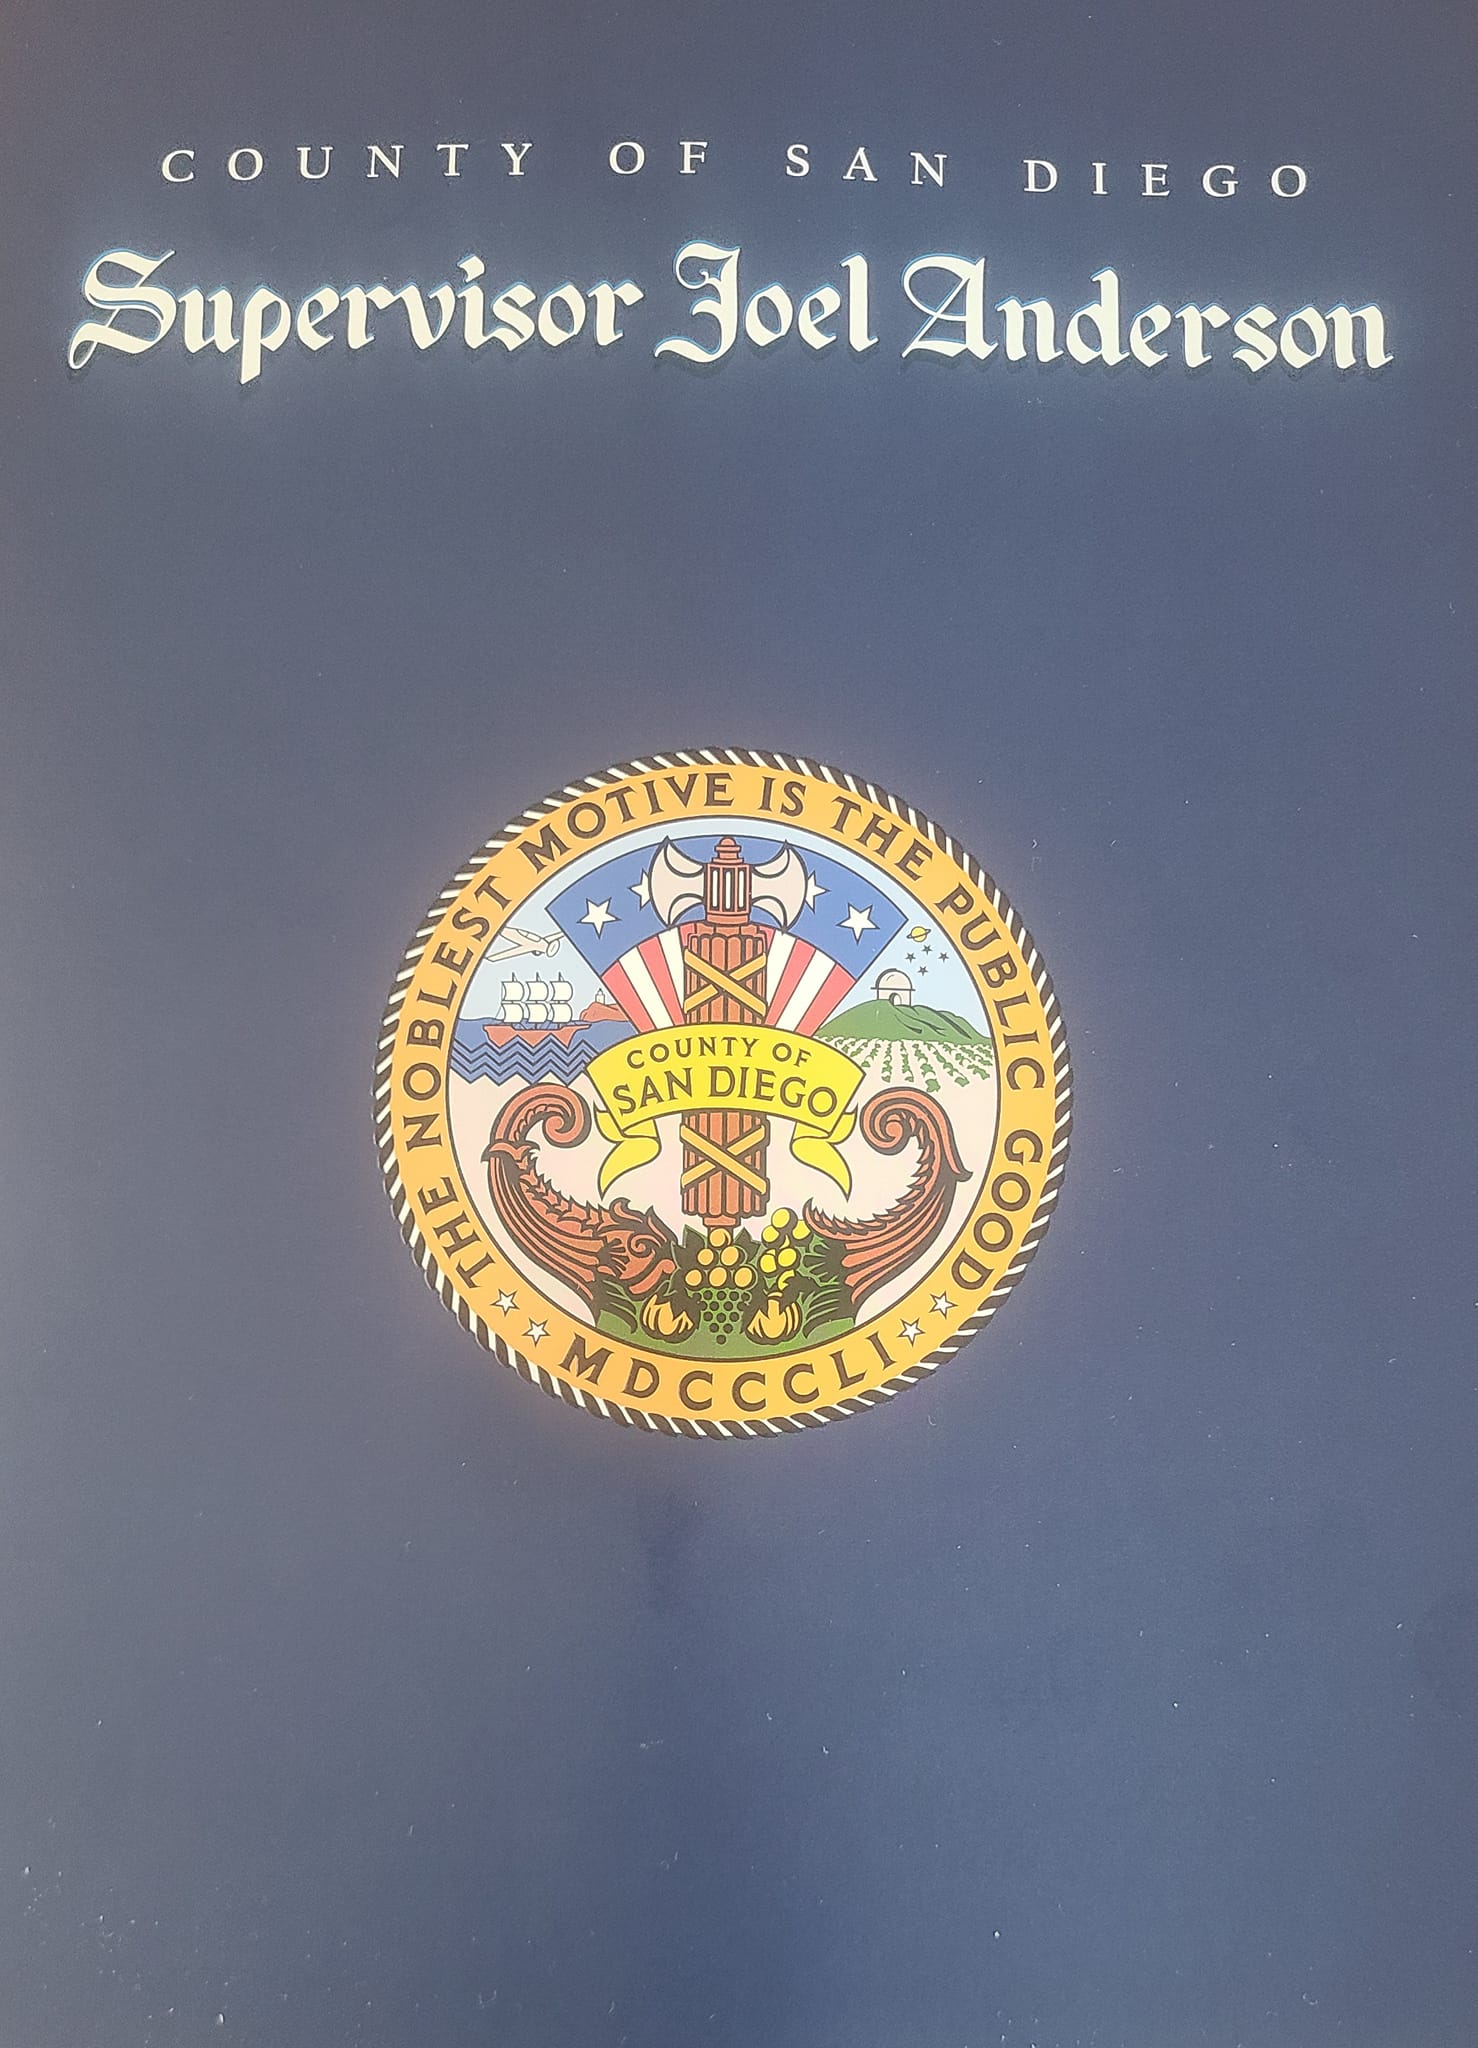 COUNTY OF SAN DIEGO
Supervisor Joel Anderson
THE NOBLEST MOTIVE IS THE PUBLIC GOOD
COUNTY OF
SAN DIEGO
MDCCCLI